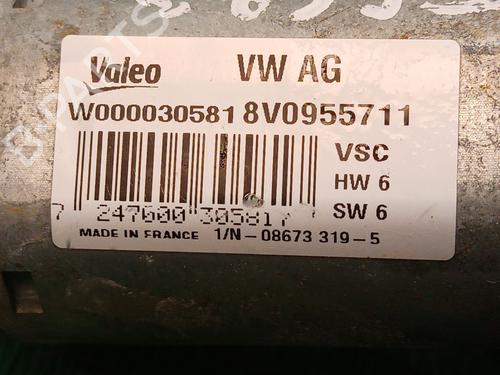 Valeo VW AG
W000030581 8V0955711
VSC
HW 6
SW 6
7 247600 305817
MADE IN FRANCE 1/N-08673 319-5